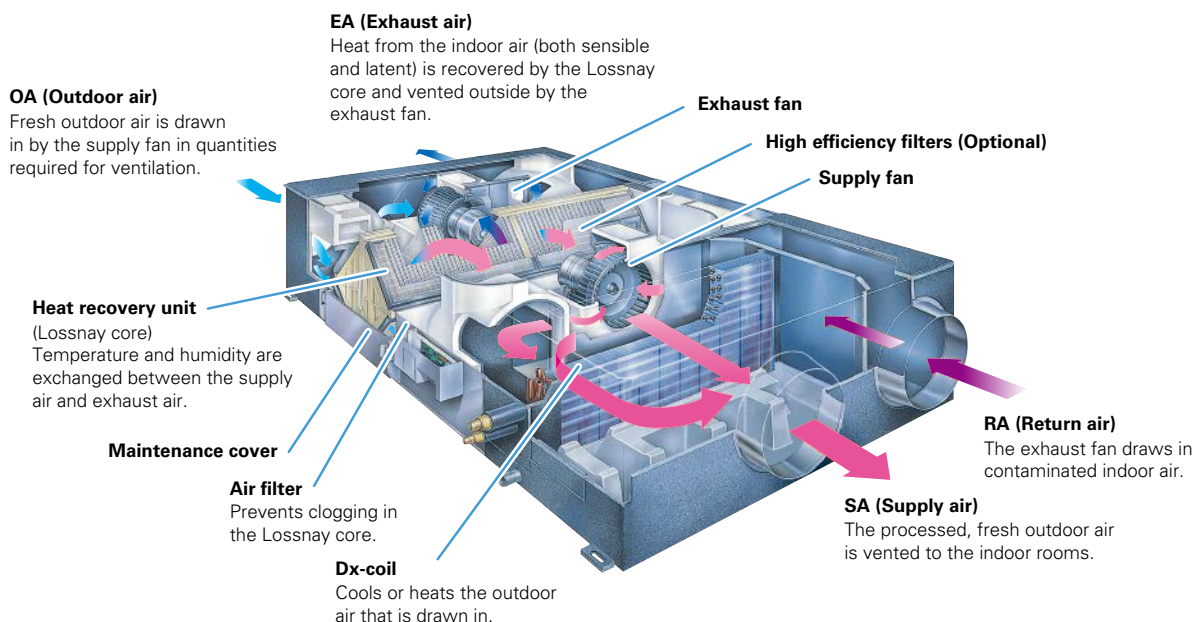 EA (Exhaust air)
Heat from the indoor air (both sensible
and latent) is recovered by the Lossnay
core and vented outside by the
exhaust fan.
OA (Outdoor air)
Fresh outdoor air is drawn
in by the supply fan in quantities
required for ventilation.
Exhaust fan
High efficiency filters (Optional)
Supply fan
Heat recovery unit
(Lossnay core)
Temperature and humidity are
exchanged between the supply
air and exhaust air.
Maintenance cover
Air filter
Prevents clogging in
the Lossnay core.
Dx-coil
Cools or heats the outdoor
air that is drawn in.
RA (Return air)
The exhaust fan draws in
contaminated indoor air.
SA (Supply air)
The processed, fresh outdoor air
is vented to the indoor rooms.